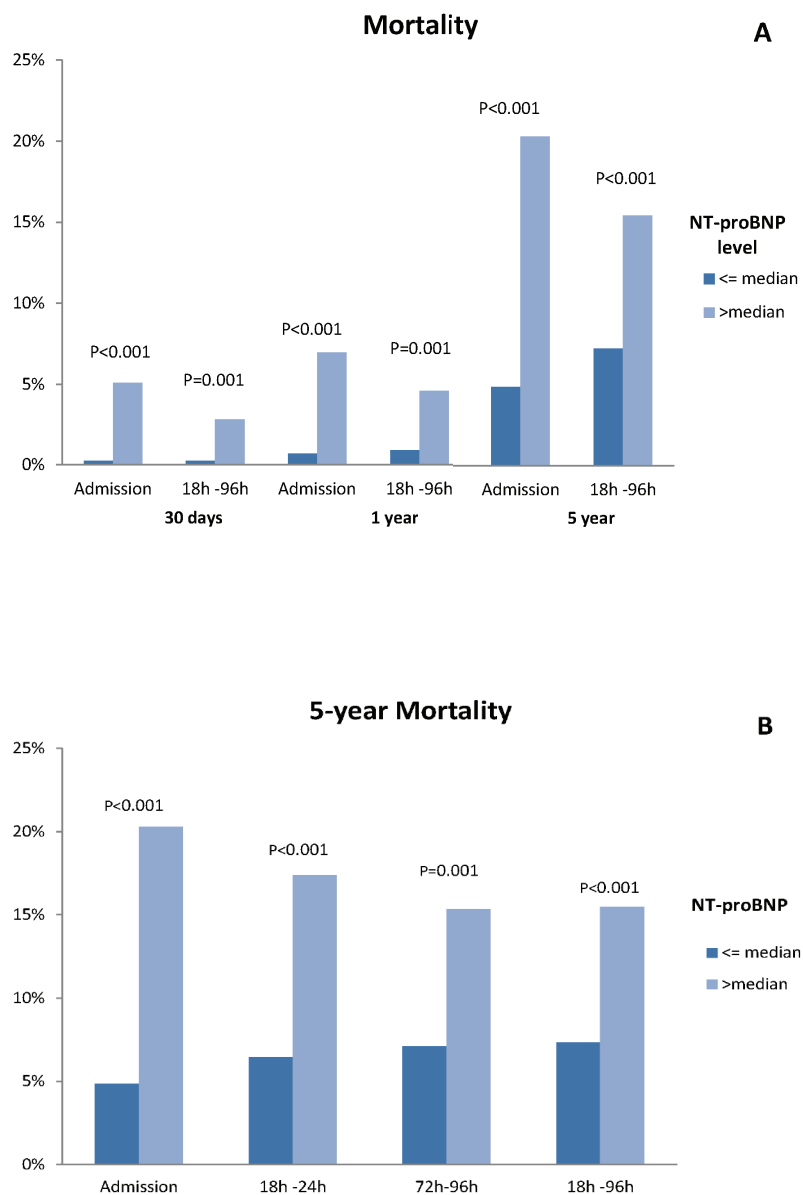 Mortality
A
25%
20%
15%
10%
5%
0%
P<0.001
P=0.001
P<0.001
P=0.001
P<0.001
P<0.001
NT-proBNP
level
<= median
>median
Admission 18h -96h Admission 18h -96h Admission 18h -96h
30 days 1 year 5 year
5-year Mortality
B
25%
20%
15%
10%
5%
0%
P<0.001
P<0.001
P=0.001
P<0.001
NT-proBNP
<= median
>median
Admission 18h -24h 72h-96h 18h -96h